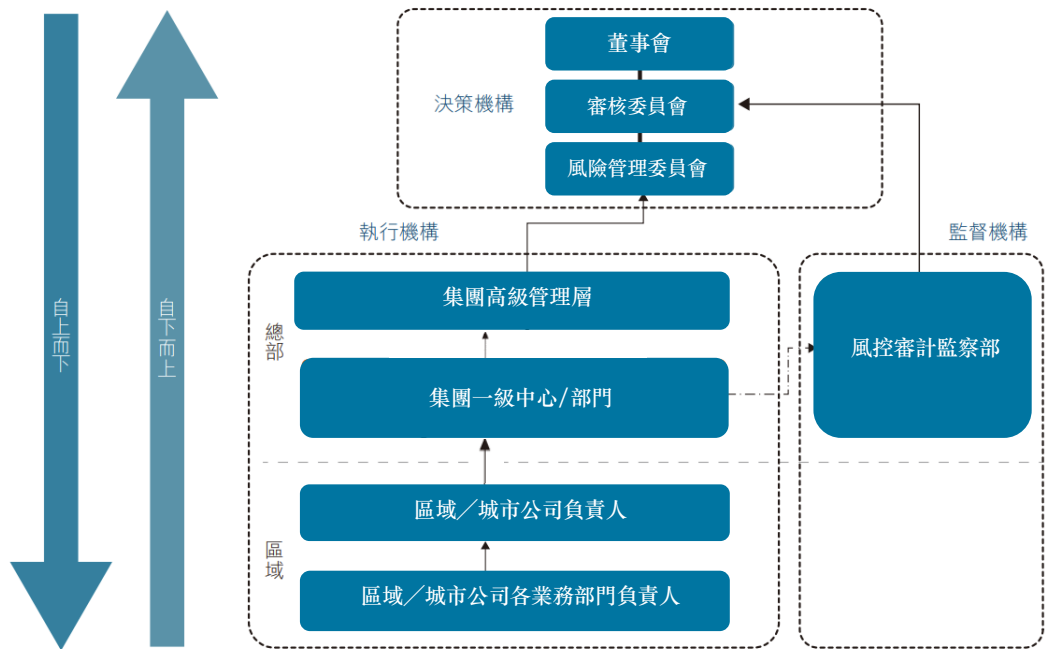 董事會
決策機構
審核委員會
風險管理委員會
執行機構
監督機構
自上而下
自下而上
總部
集團高級管理層
風控審計監察部
集團一級中心/部門
區域
區域／城市公司負責人
區域／城市公司各業務部門負責人